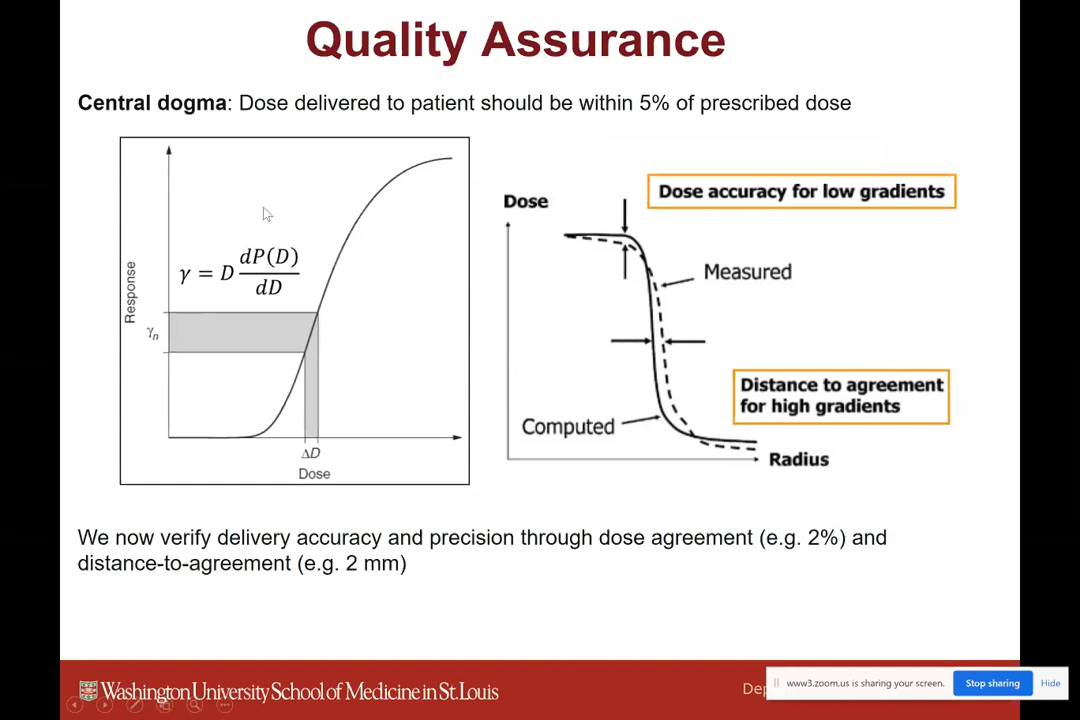 Quality Assurance
Central dogma: Dose delivered to patient should be within 5% of prescribed dose
Response
γ = D dP(D)/dD
γn
ΔD
Dose
Dose
Dose accuracy for low gradients
Measured
Distance to agreement
for high gradients
Computed
Radius
We now verify delivery accuracy and precision through dose agreement (e.g. 2%) and
distance-to-agreement (e.g. 2 mm)
Washington University School of Medicine in St. Louis
www3.zoom.us is sharing your screen.
Stop sharing
Hide